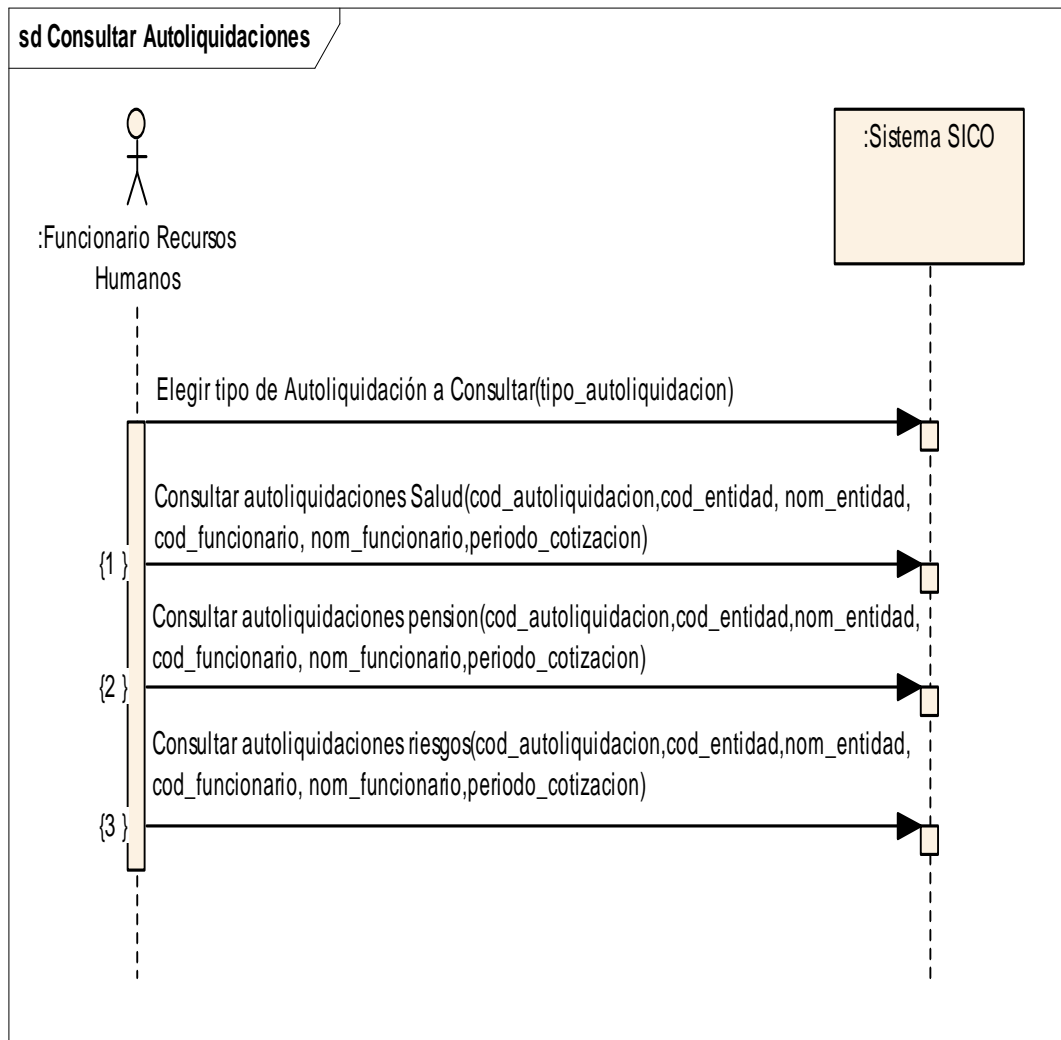 sd Consultar Autoliquidaciones
:Funcionario Recursos
Humanos
:Sistema SICO
Elegir tipo de Autoliquidación a Consultar(tipo_autoliquidacion)
Consultar autoliquidaciones Salud(cod_autoliquidacion,cod_entidad, nom_entidad,
cod_funcionario, nom_funcionario,periodo_cotizacion)
{1 }
Consultar autoliquidaciones pension(cod_autoliquidacion,cod_entidad,nom_entidad,
cod_funcionario, nom_funcionario,periodo_cotizacion)
{2 }
Consultar autoliquidaciones riesgos(cod_autoliquidacion,cod_entidad,nom_entidad,
cod_funcionario, nom_funcionario,periodo_cotizacion)
{3 }